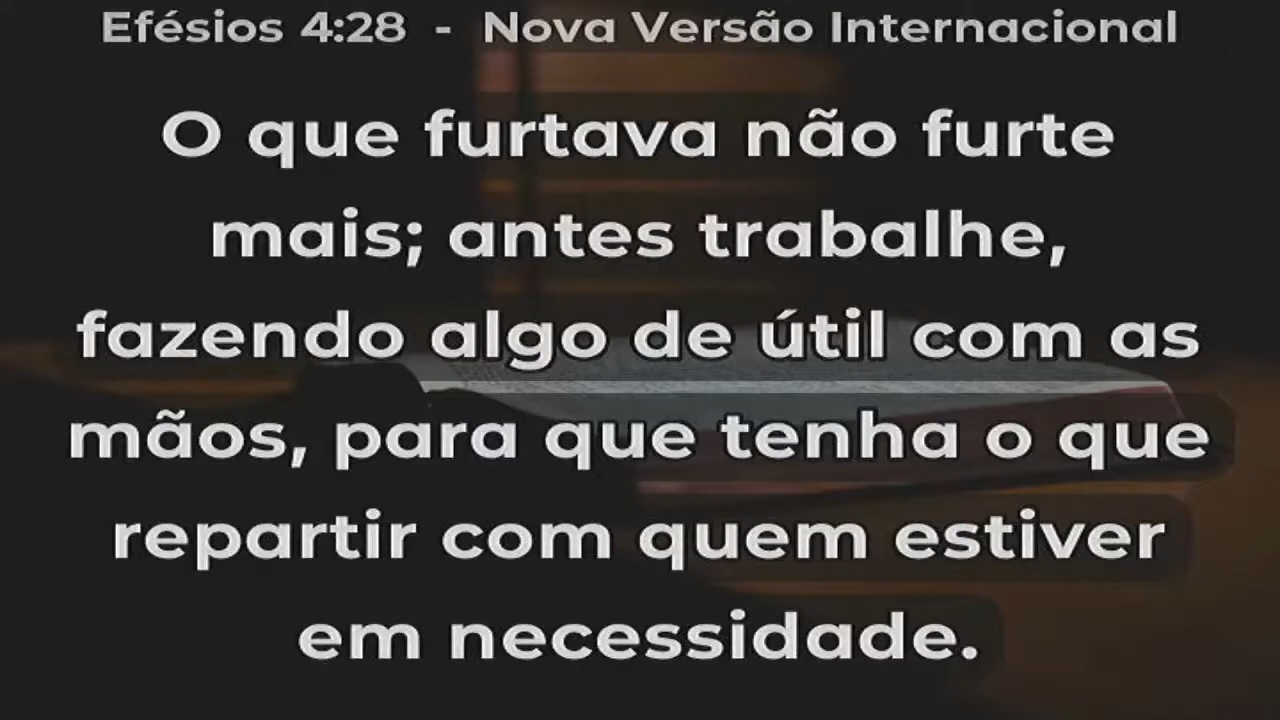 Efésios 4:28 - Nova Versão Internacional
O que furtava não furte
mais; antes trabalhe,
fazendo algo de útil com as
mãos, para que tenha o que
repartir com quem estiver
em necessidade.